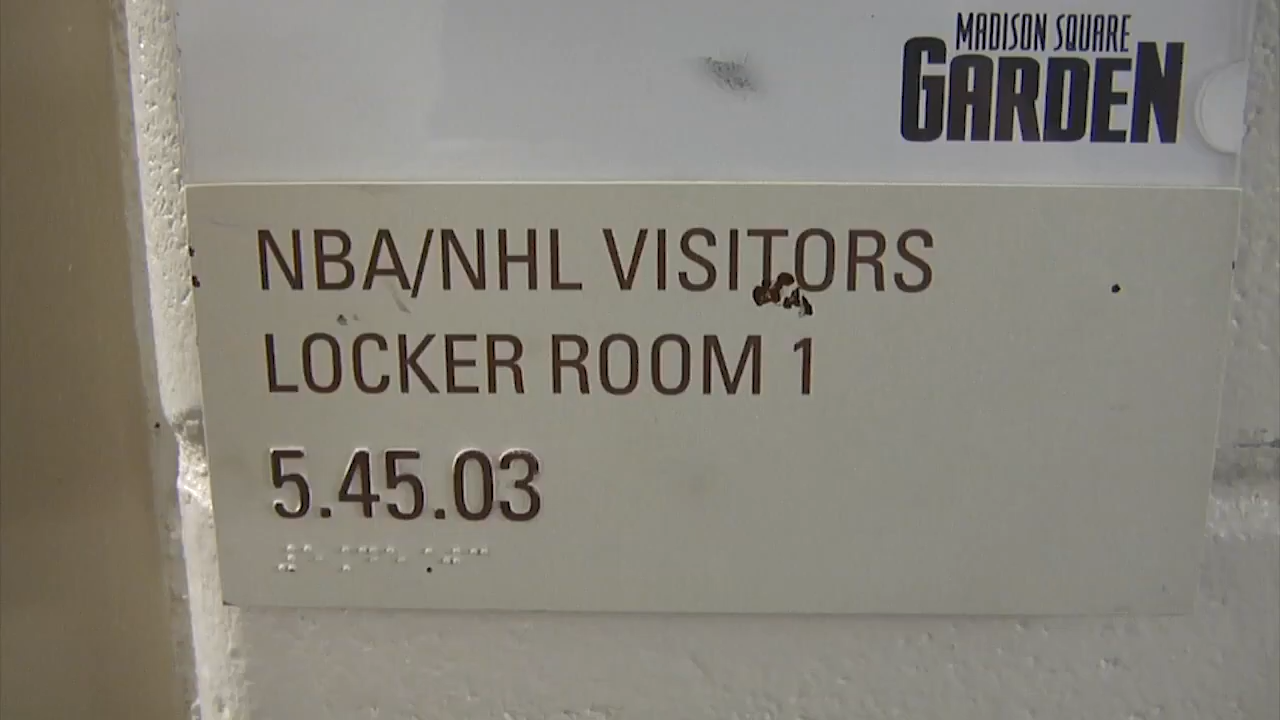 MADISON SQUARE
GARDEN
NBA/NHL VISITORS
LOCKER ROOM 1
5.45.03